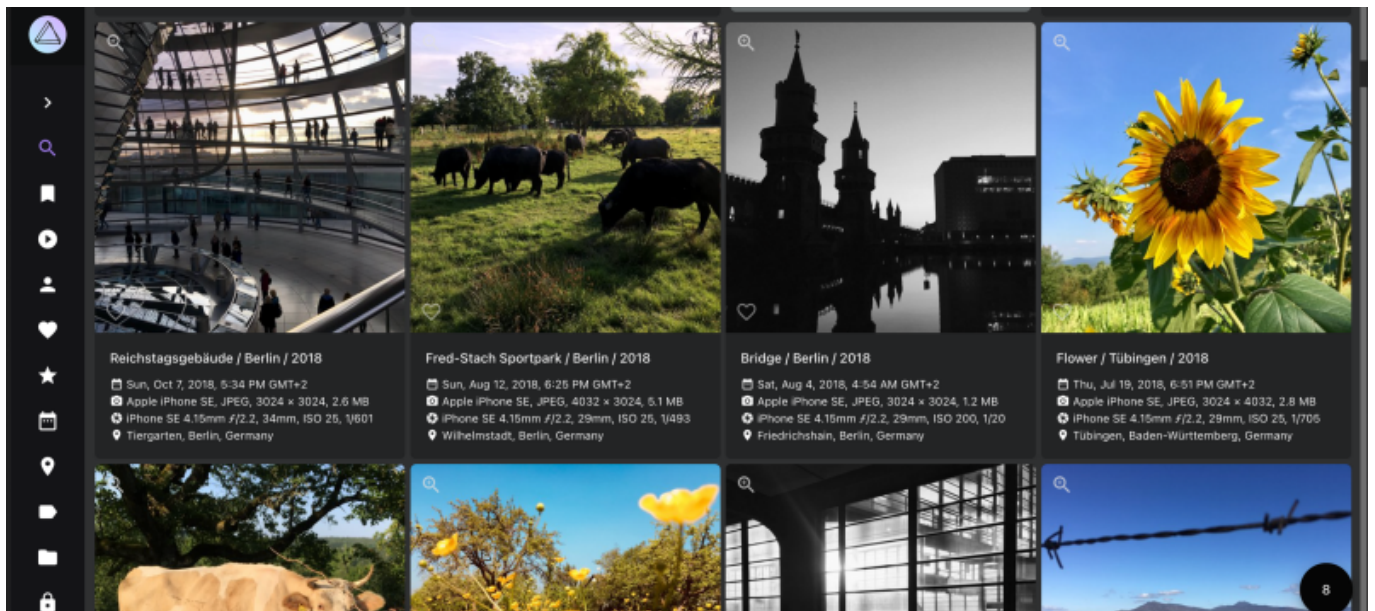 Reichstagsgebäude / Berlin / 2018
Sun, Oct 7, 2018, 5:34 PM GMT+2
Apple iPhone SE, JPEG, 3024 × 3024, 2.6 MB
iPhone SE 4.15mm ƒ/2.2, 34mm, ISO 25, 1/601
Tiergarten, Berlin, Germany
Fred-Stach Sportpark / Berlin / 2018
Sun, Aug 12, 2018, 6:25 PM GMT+2
Apple iPhone SE, JPEG, 4032 × 3024, 5.1 MB
iPhone SE 4.15mm ƒ/2.2, 29mm, ISO 25, 1/493
Wilhelmstadt, Berlin, Germany
Bridge / Berlin / 2018
Sat, Aug 4, 2018, 4:54 AM GMT+2
Apple iPhone SE, JPEG, 3024 × 3024, 1.2 MB
iPhone SE 4.15mm ƒ/2.2, 29mm, ISO 200, 1/20
Friedrichshain, Berlin, Germany
Flower / Tübingen / 2018
Thu, Jul 19, 2018, 6:51 PM GMT+2
Apple iPhone SE, JPEG, 3024 × 4032, 2.8 MB
iPhone SE 4.15mm ƒ/2.2, 29mm, ISO 25, 1/705
Tübingen, Baden-Württemberg, Germany
8